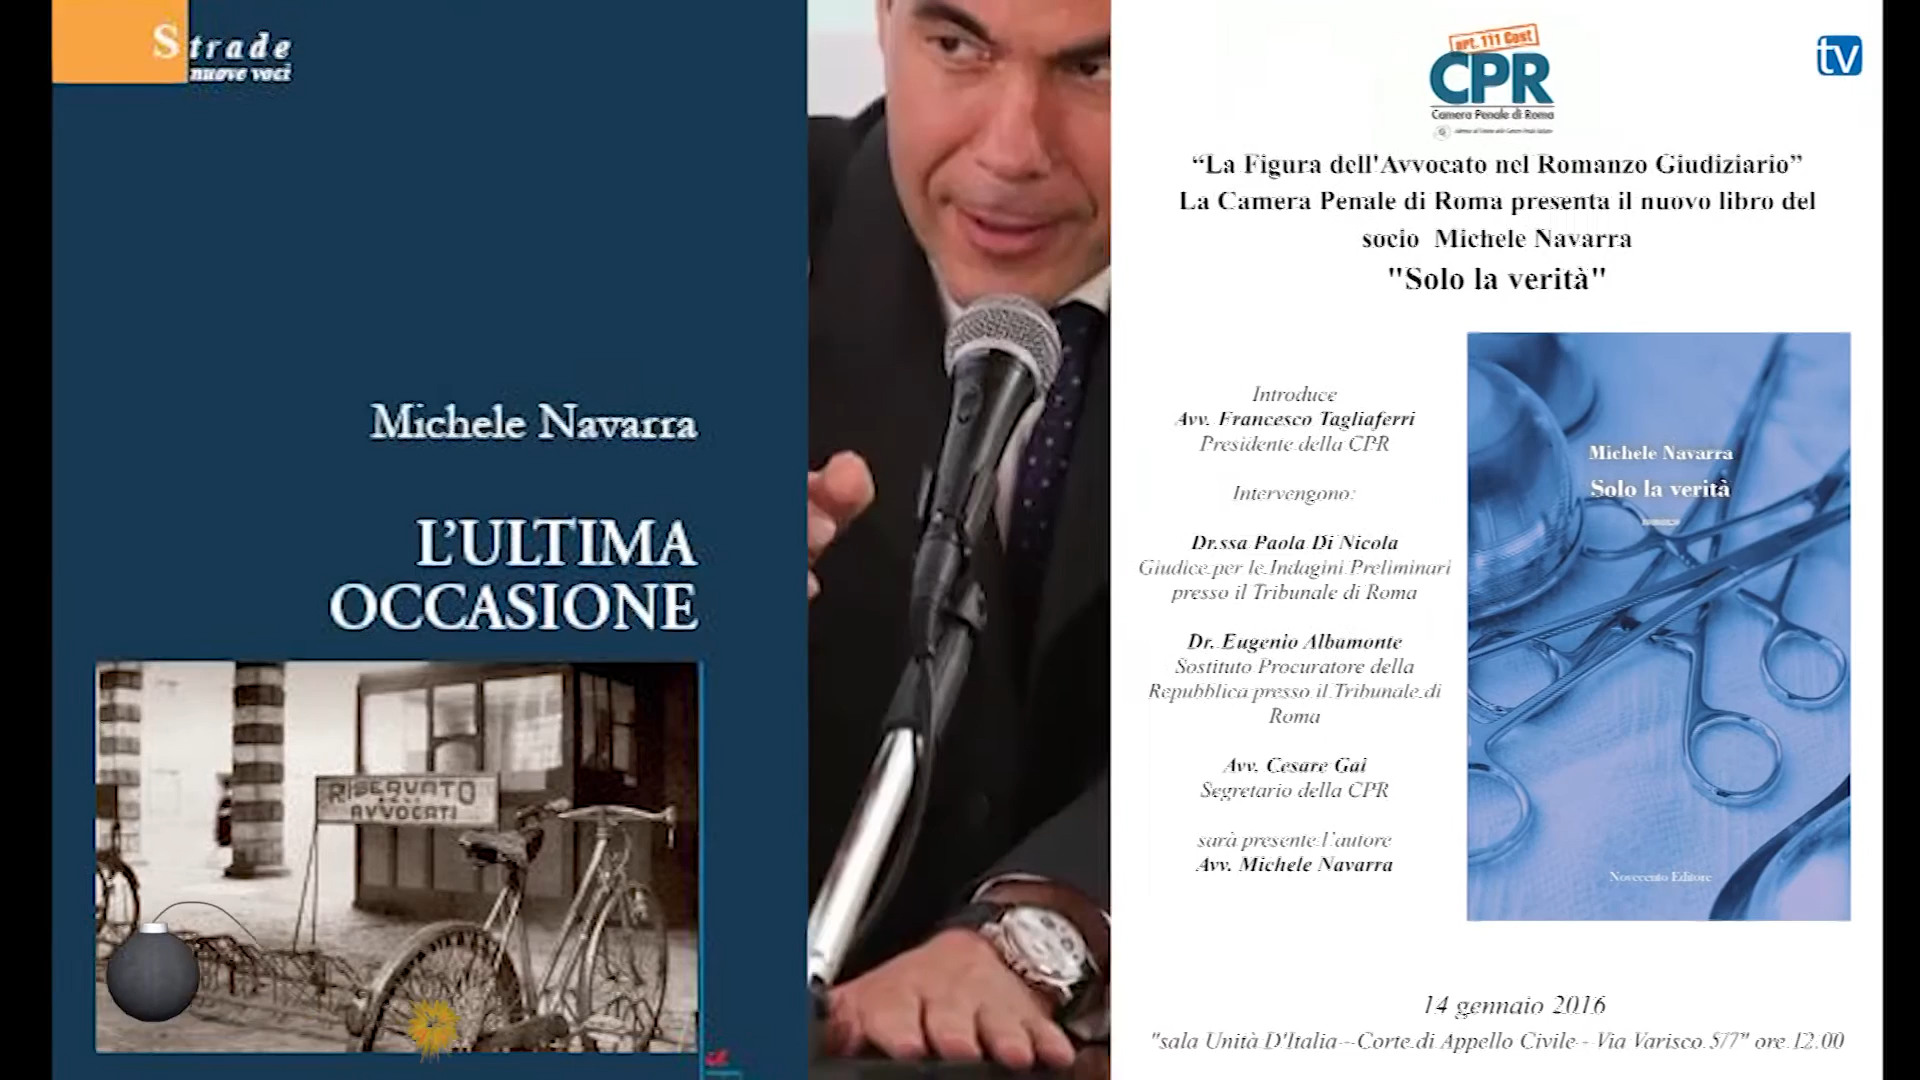 Strade
nuove voci
Michele Navarra
L'ULTIMA
OCCASIONE
RISERVATO
AVVOCATI
il
art. 111 Cost
CPR
Camera Penale di Roma
tv
“La Figura dell'Avvocato nel Romanzo Giudiziario”
La Camera Penale di Roma presenta il nuovo libro del
socio Michele Navarra
"Solo la verità"
Introduce
Avv. Francesco Tagliaferri
Presidente della CPR
Intervengono:
Dr.ssa Paola Di Nicola
Giudice per le Indagini Preliminari
presso il Tribunale di Roma
Dr. Eugenio Albamonte
Sostituto Procuratore della
Repubblica presso il Tribunale di
Roma
Avv. Cesare Gai
Segretario della CPR
sarà presente l'autore
Avv. Michele Navarra
Michele Navarra
Solo la verità
Novecento Editore
14 gennaio 2016
"sala Unità D'Italia - Corte di Appello Civile - Via Varisco 5/7" ore 12.00